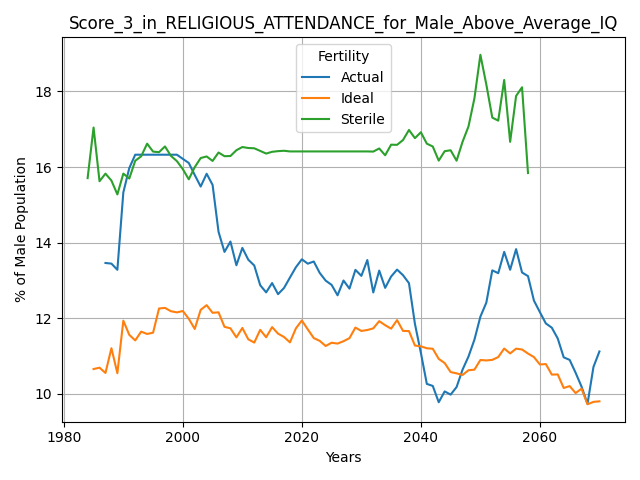 Score_3_in_RELIGIOUS_ATTENDANCE_for_Male_Above_Average_IQ
Fertility
Actual
Ideal
Sterile
% of Male Population
18
16
14
12
10
1980
2000
2020
2040
2060
Years